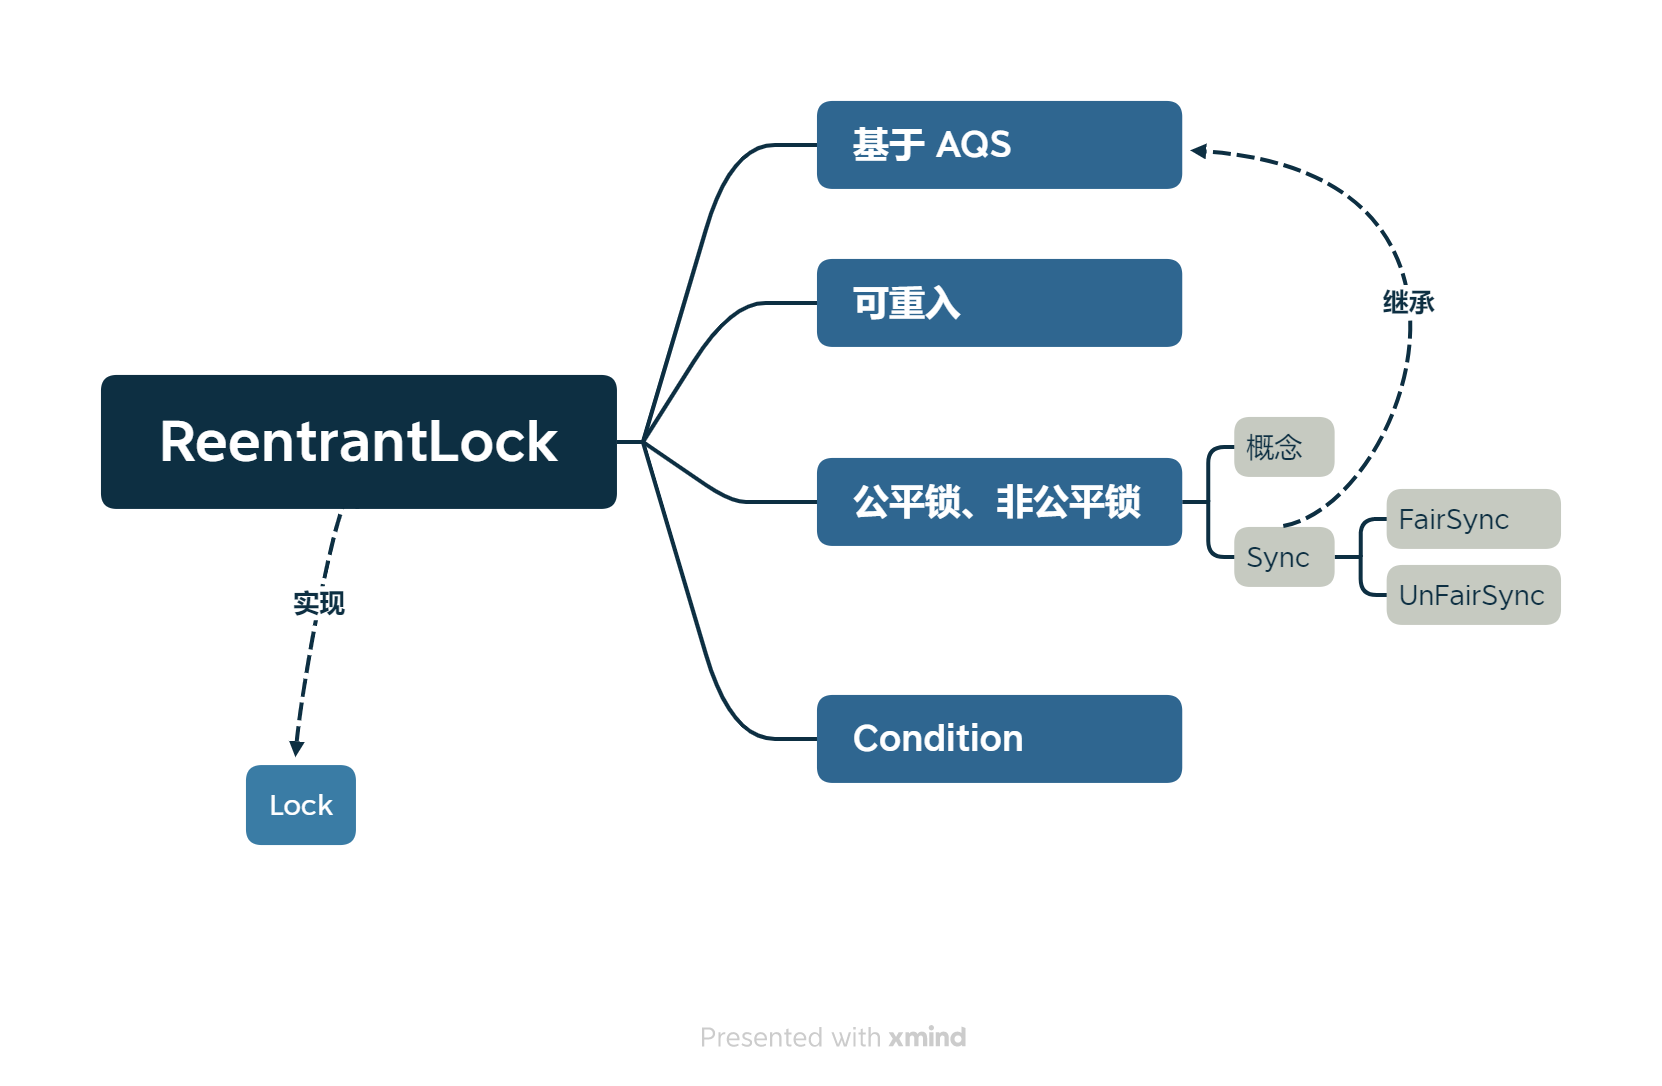 ReentrantLock
实现
Lock
基于 AQS
可重入
公平锁、非公平锁
概念
Sync
FairSync
UnFairSync
继承
Condition
Presented with xmind